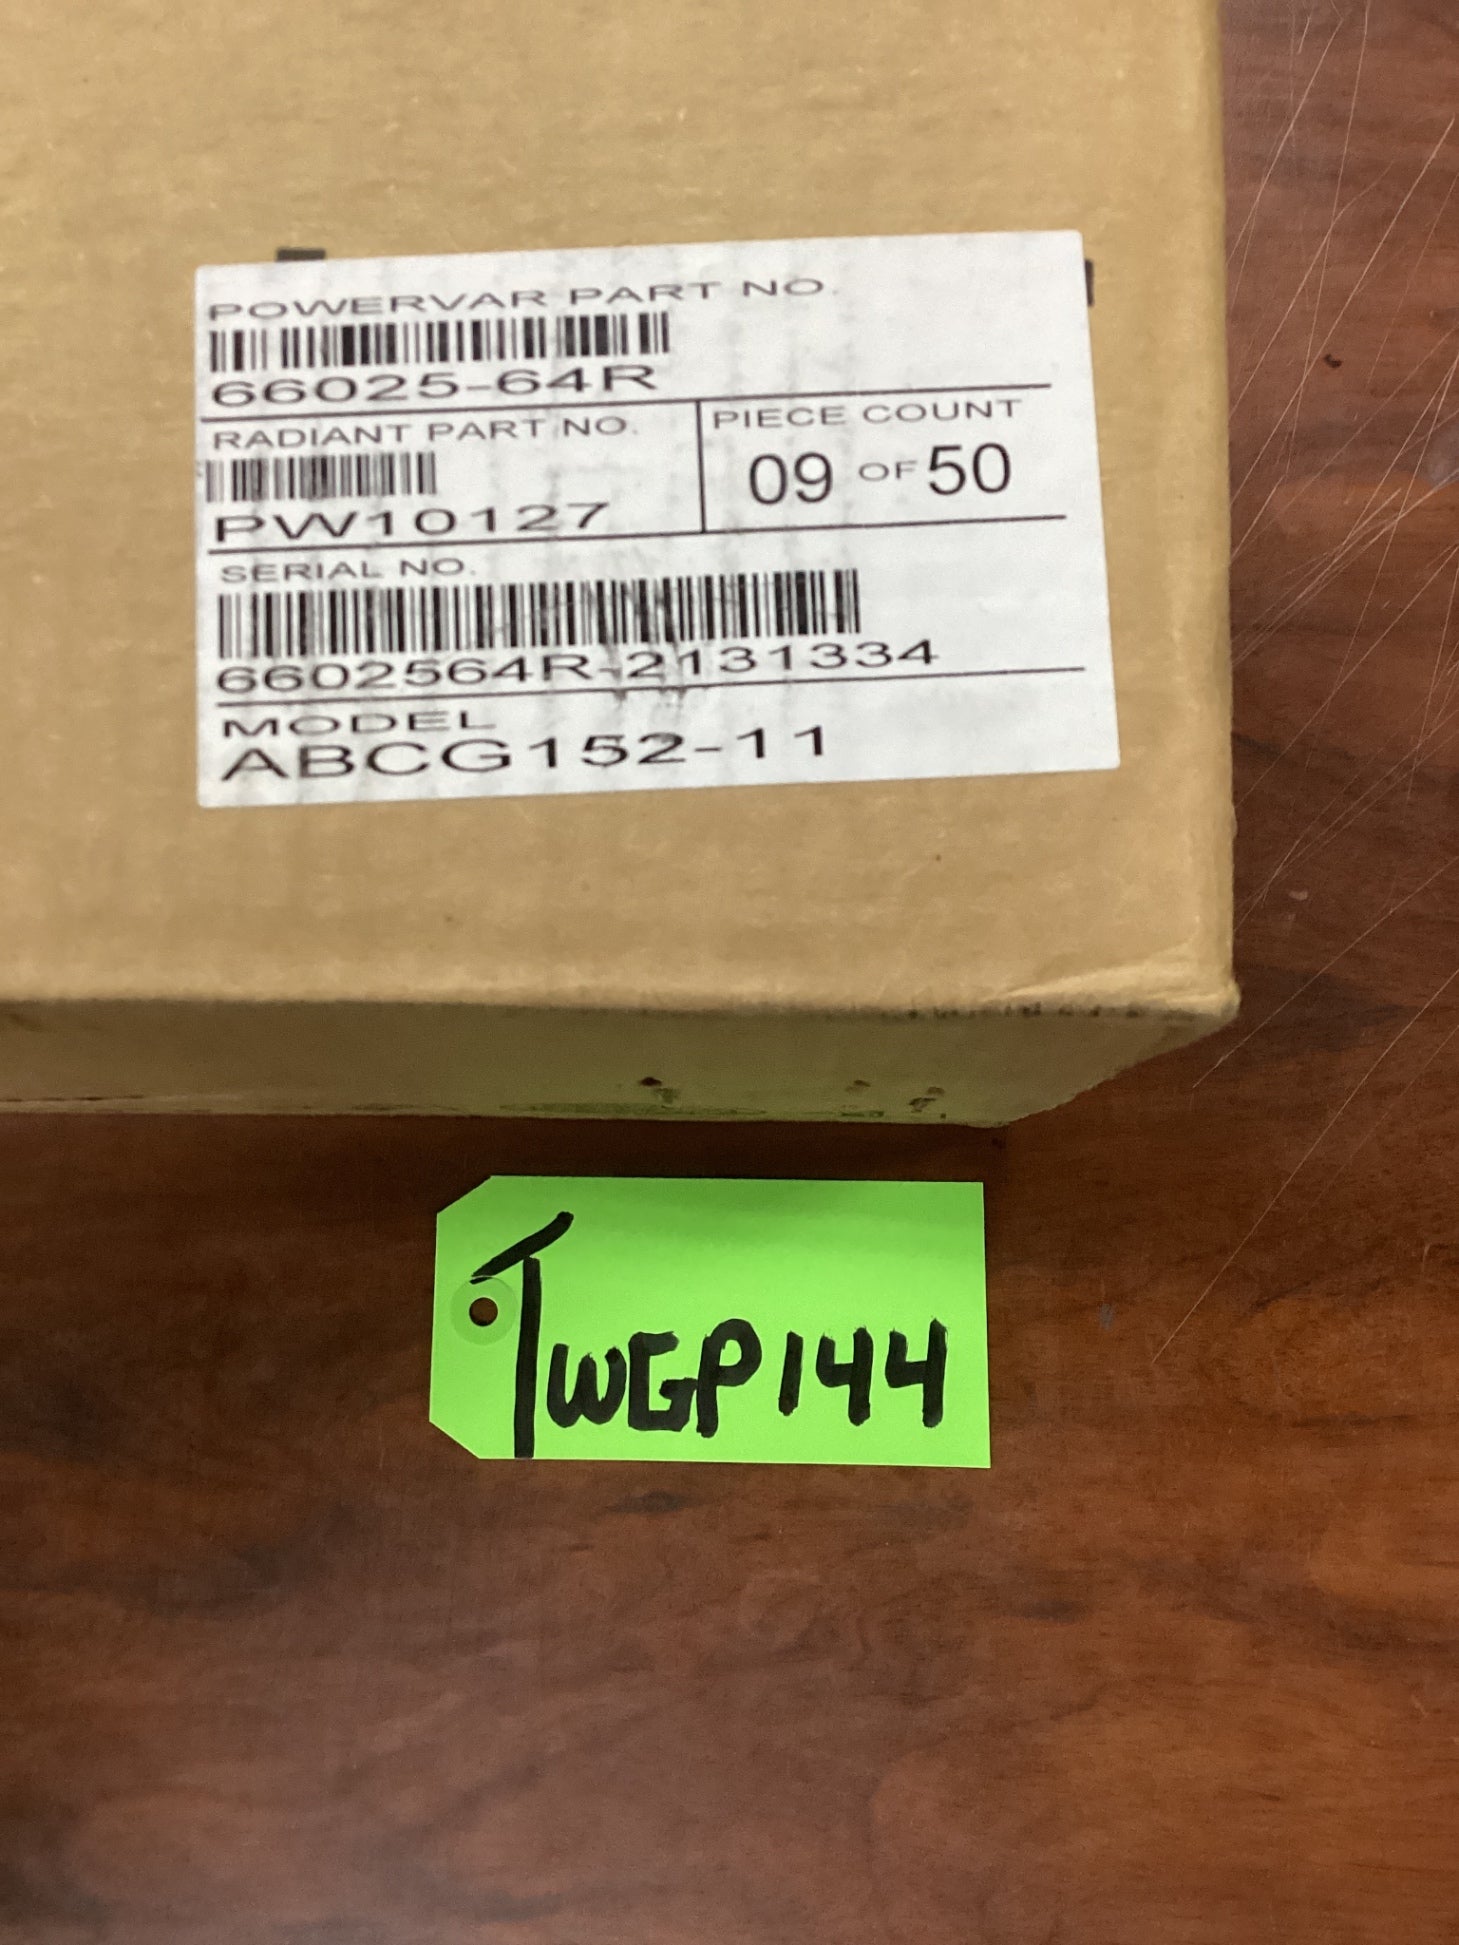 POWERVAR PART NO.
66025-64R
RADIANT PART NO.
PW10127
PIECE COUNT
09 OF 50
SERIAL NO.
6602564R-2131334
MODEL
ABCG152-11
TWGP144